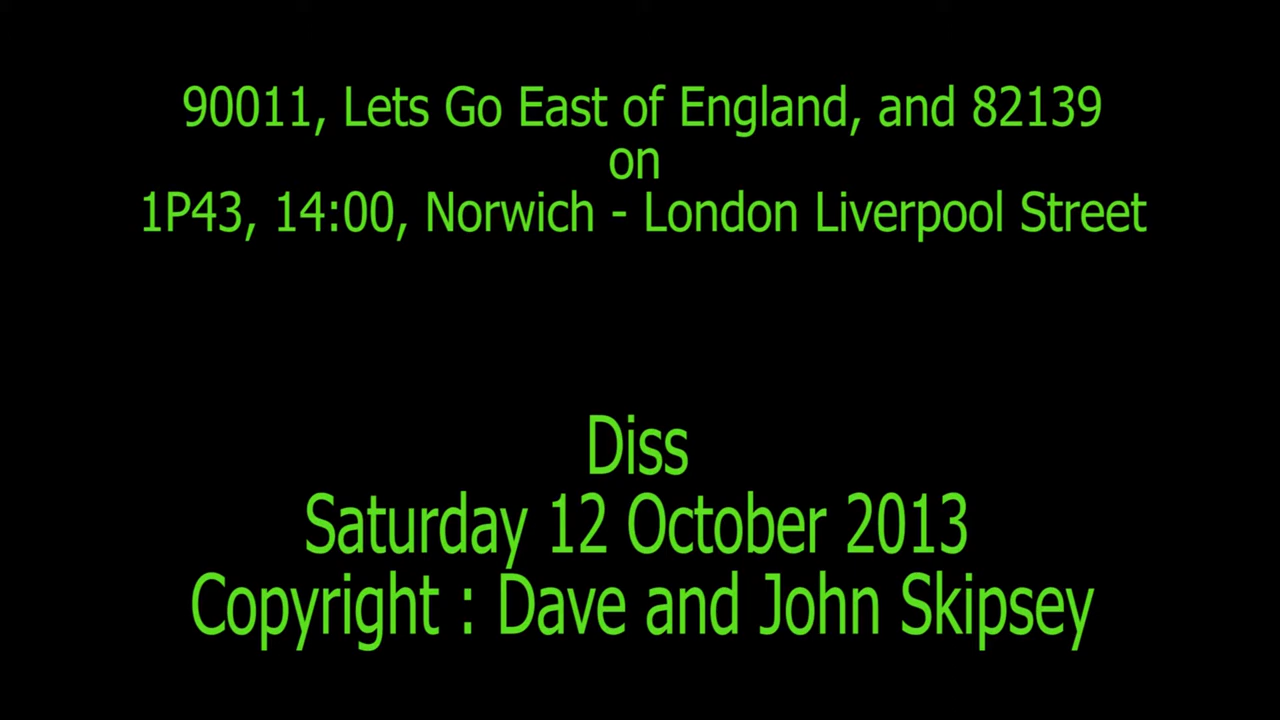 90011, Lets Go East of England, and 82139
on
1P43, 14:00, Norwich - London Liverpool Street
Diss
Saturday 12 October 2013
Copyright : Dave and John Skipsey